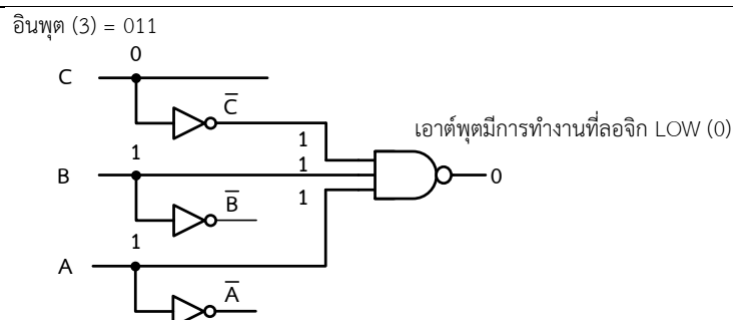 อินพุต (3) = 011
0
C
C̅
เอาต์พุตมีการทำงานที่ลอจิก LOW (0)
1
1
1
B
1
0
B̅
1
A
A̅